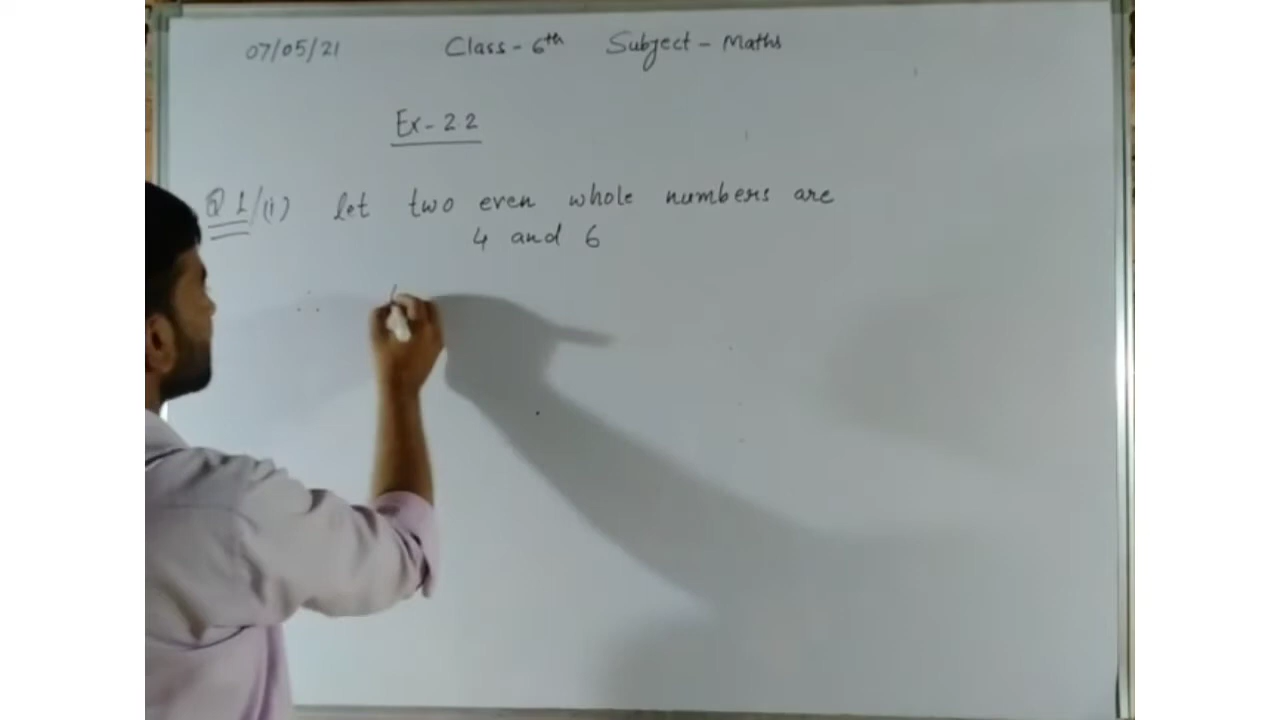 07/05/21 Class - 6th Subject - Maths
Ex - 2.2
Q 1/(i) let two even whole numbers are
4 and 6
∴